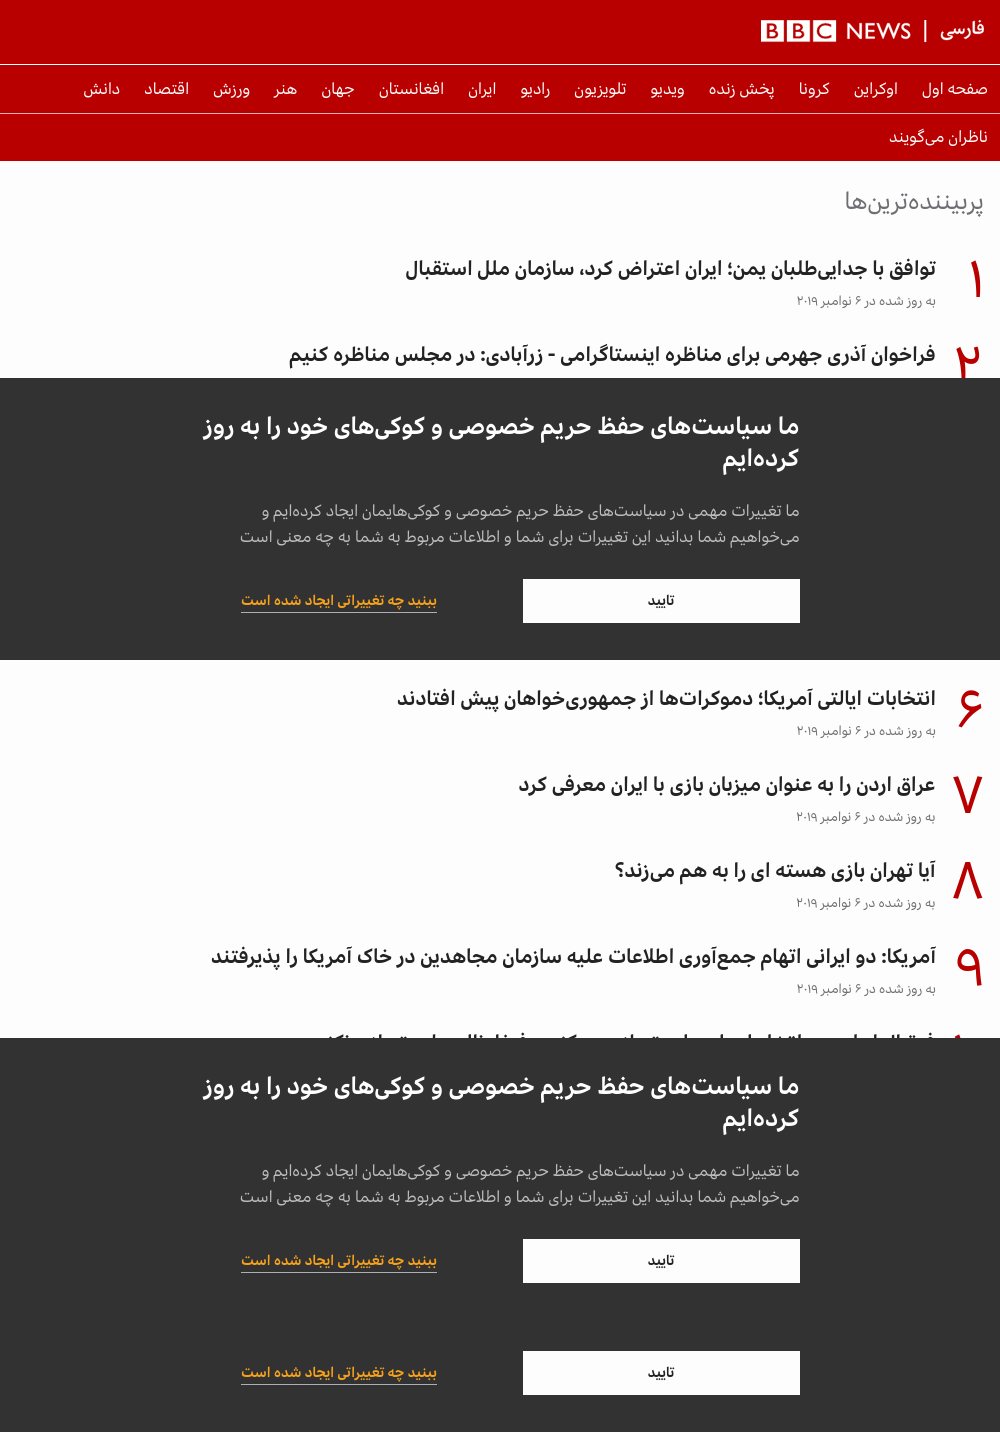 BBC NEWS | فارسی
صفحه اول اوکراین کرونا پخش زنده ویدیو تلویزیون رادیو ایران افغانستان جهان هنر ورزش اقتصاد دانش
ناظران می‌گویند
پربیننده‌ترین‌ها
۱
توافق با جدایی‌طلبان یمن؛ ایران اعتراض کرد، سازمان ملل استقبال
به روز شده در ۶ نوامبر ۲۰۱۹
۲
فراخوان آذری جهرمی برای مناظره اینستاگرامی - زرآبادی: در مجلس مناظره کنیم
ما سیاست‌های حفظ حریم خصوصی و کوکی‌های خود را به روز
کرده‌ایم
ما تغییرات مهمی در سیاست‌های حفظ حریم خصوصی و کوکی‌هایمان ایجاد کرده‌ایم و
می‌خواهیم شما بدانید این تغییرات برای شما و اطلاعات مربوط به شما به چه معنی است
تایید ببنید چه تغییراتی ایجاد شده است
۶
انتخابات ایالتی آمریکا؛ دموکرات‌ها از جمهوری‌خواهان پیش افتادند
به روز شده در ۶ نوامبر ۲۰۱۹
۷
عراق اردن را به عنوان میزبان بازی با ایران معرفی کرد
به روز شده در ۶ نوامبر ۲۰۱۹
۸
آیا تهران بازی هسته ای را به هم می‌زند؟
به روز شده در ۶ نوامبر ۲۰۱۹
۹
آمریکا: دو ایرانی اتهام جمع‌آوری اطلاعات علیه سازمان مجاهدین در خاک آمریکا را پذیرفتند
به روز شده در ۶ نوامبر ۲۰۱۹
ما سیاست‌های حفظ حریم خصوصی و کوکی‌های خود را به روز
کرده‌ایم
ما تغییرات مهمی در سیاست‌های حفظ حریم خصوصی و کوکی‌هایمان ایجاد کرده‌ایم و
می‌خواهیم شما بدانید این تغییرات برای شما و اطلاعات مربوط به شما به چه معنی است
تایید ببنید چه تغییراتی ایجاد شده است
تایید ببنید چه تغییراتی ایجاد شده است